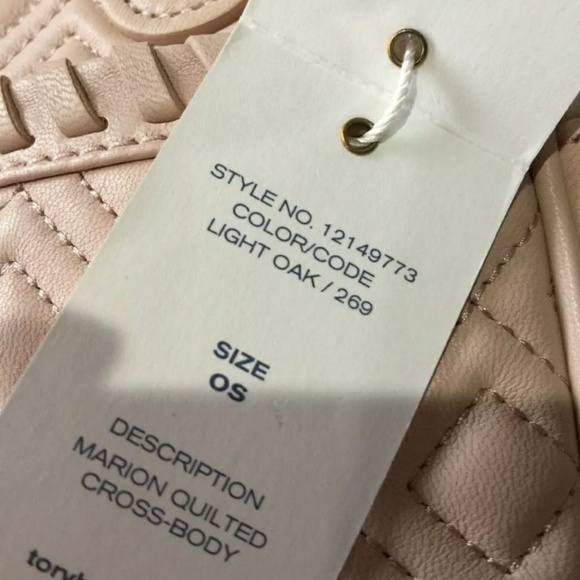 STYLE NO. 12149773
COLOR/CODE
LIGHT OAK / 269
SIZE
OS
DESCRIPTION
MARION QUILTED
CROSS-BODY